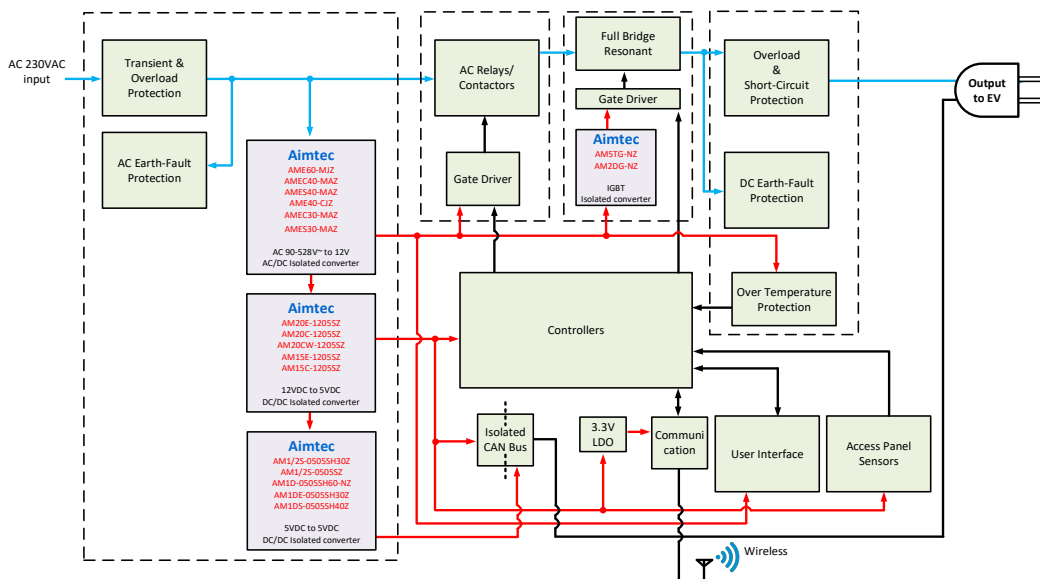 AC 230VAC
input
Transient &
Overload
Protection
AC Earth-Fault
Protection
Aimtec
AME60-MJZ
AMEC40-MAZ
AMES40-MAZ
AME40-CJZ
AMEC30-MAZ
AMES30-MAZ
AC 90-528V~ to 12V
AC/DC Isolated converter
Aimtec
AM20E-1205SZ
AM20C-1205SZ
AM20CW-1205SZ
AM15E-1205SZ
AM15C-1205SZ
12VDC to 5VDC
DC/DC Isolated converter
Aimtec
AM1/2S-0505SH30Z
AM1/2S-0505SZ
AM1D-0505SH60-NZ
AM1DE-0505SH30Z
AM1DS-0505SH40Z
5VDC to 5VDC
DC/DC Isolated converter
AC Relays/
Contactors
Gate Driver
Full Bridge
Resonant
Gate Driver
Aimtec
AM5TG-NZ
AM2DG-NZ
IGBT
Isolated converter
Overload
&
Short-Circuit
Protection
DC Earth-Fault
Protection
Over Temperature
Protection
Output
to EV
Controllers
Isolated
CAN Bus
3.3V
LDO
Communi
cation
User Interface
Access Panel
Sensors
Wireless